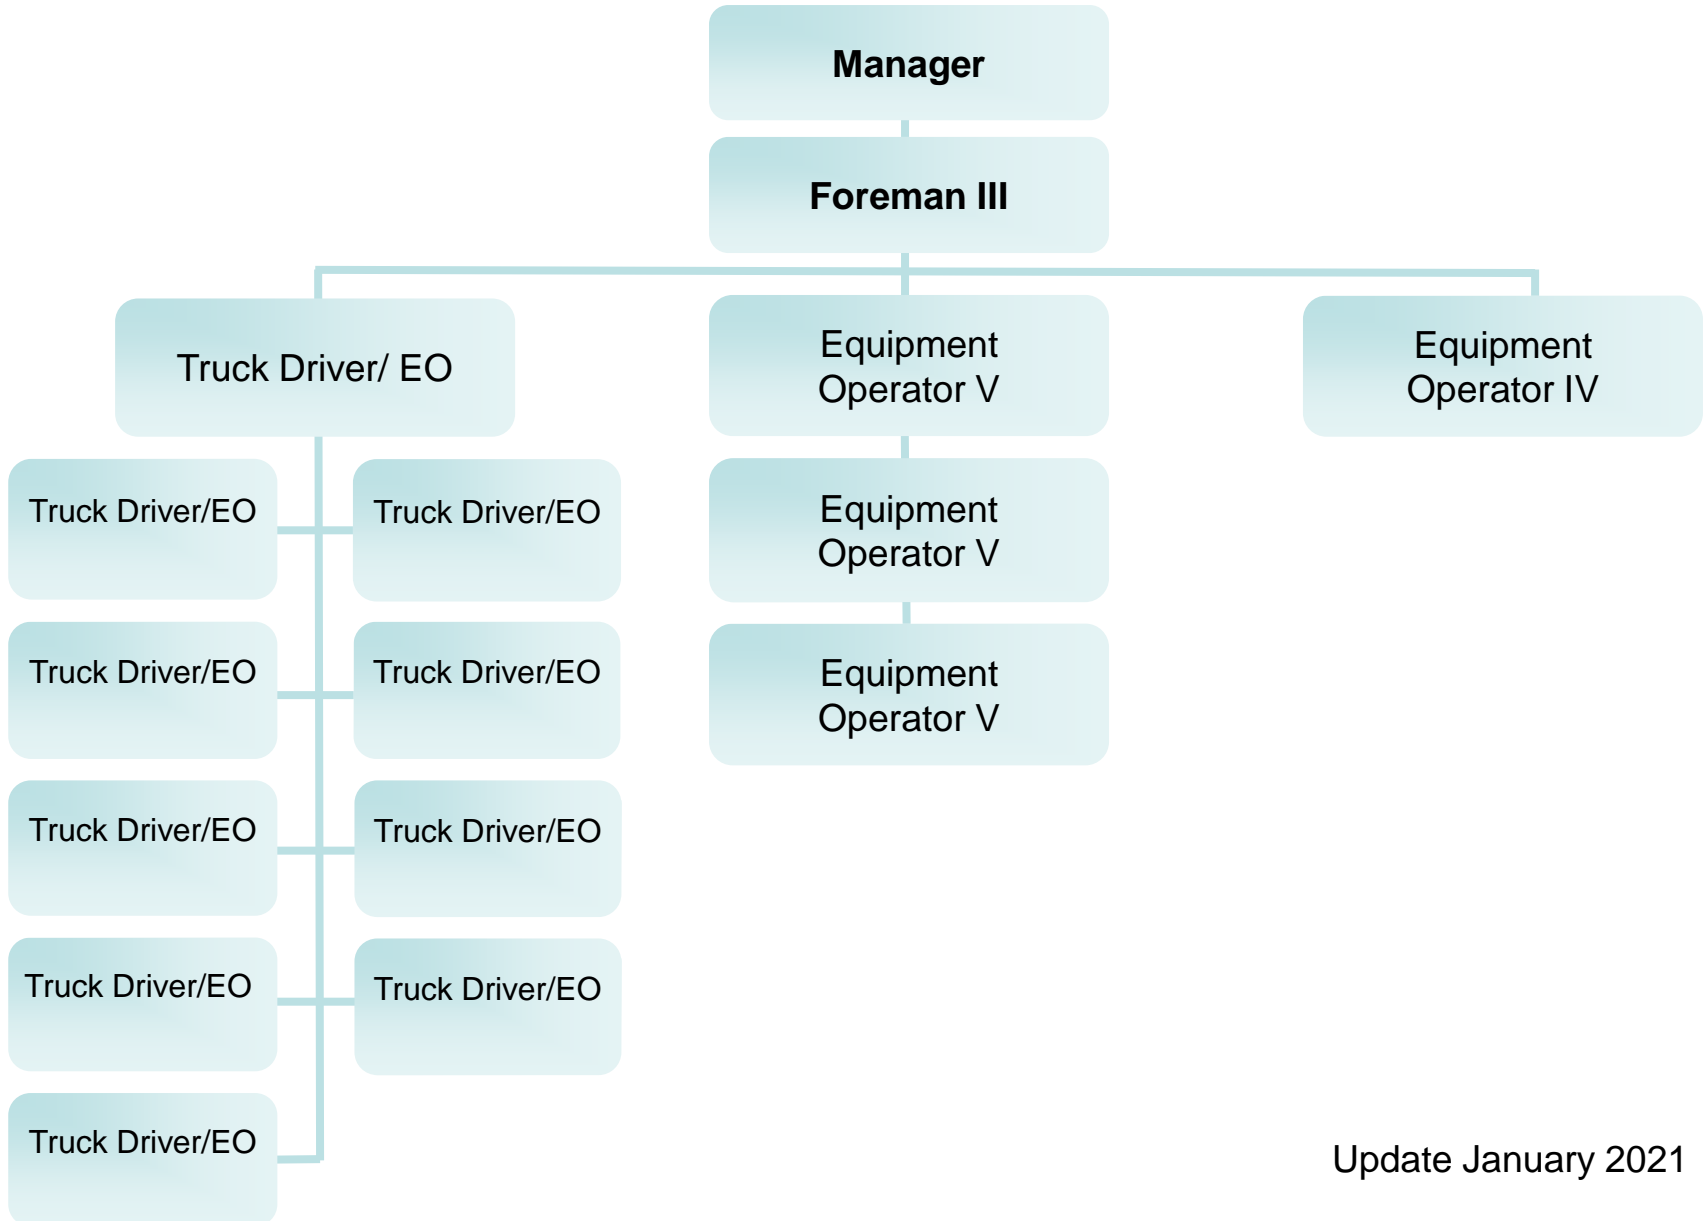 Manager
Foreman III
Truck Driver/ EO
Equipment
Operator V
Equipment
Operator IV
Truck Driver/EO
Truck Driver/EO
Equipment
Operator V
Truck Driver/EO
Truck Driver/EO
Equipment
Operator V
Truck Driver/EO
Truck Driver/EO
Truck Driver/EO
Truck Driver/EO
Truck Driver/EO
Update January 2021